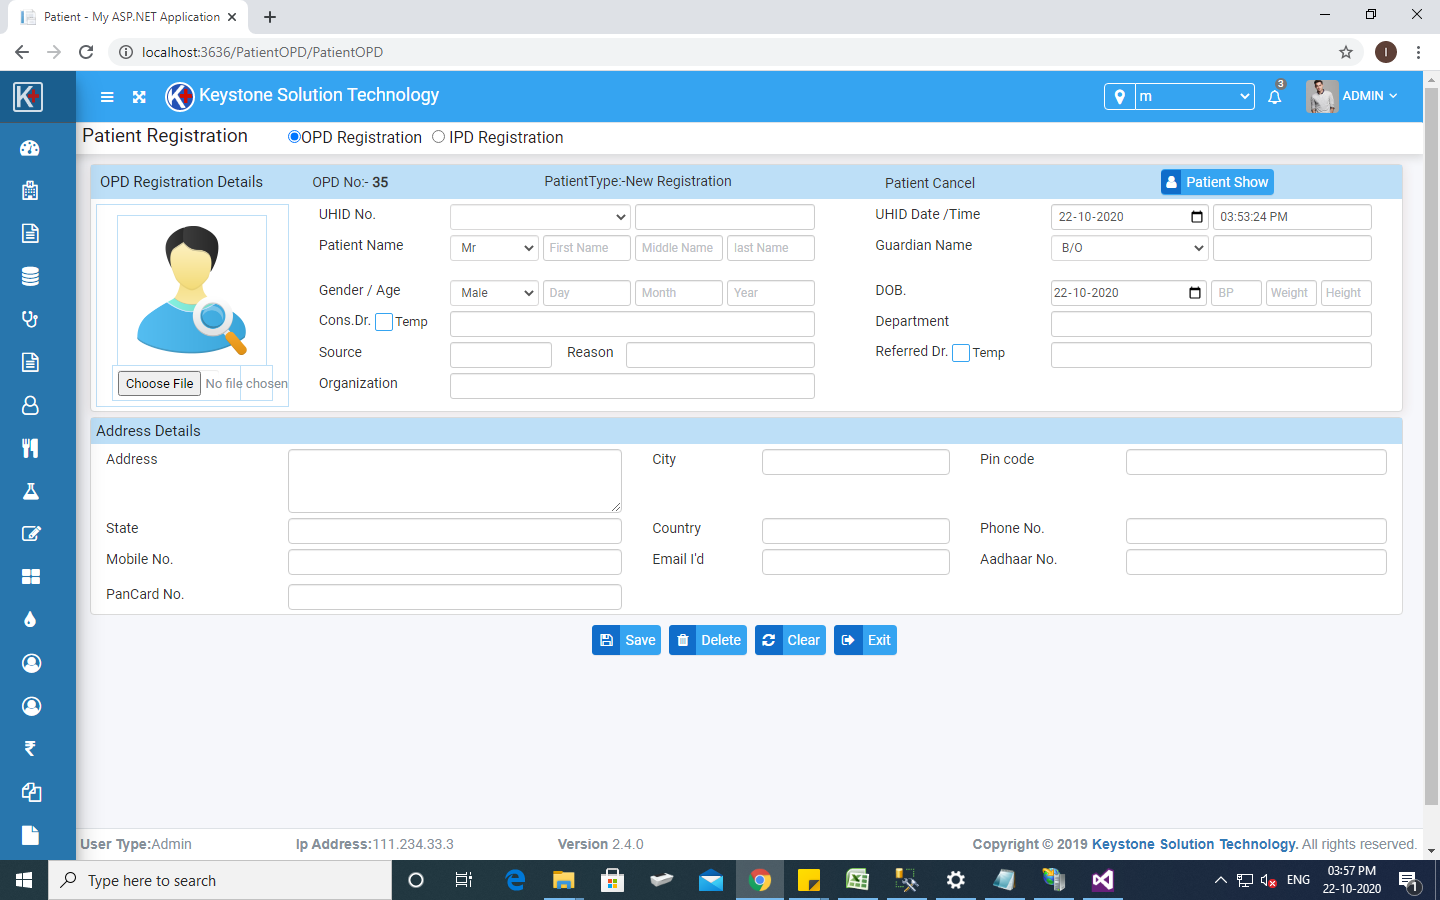 Patient - My ASP.NET Application
localhost:3636/PatientOPD/PatientOPD
K
K Keystone Solution Technology
m
3
ADMIN
Patient Registration
OPD Registration IPD Registration
OPD Registration Details OPD No:- 35 PatientType:-New Registration Patient Cancel Patient Show
UHID No. UHID Date /Time 22-10-2020 03:53:24 PM
Patient Name Mr First Name Middle Name last Name Guardian Name B/O
Gender / Age Male Day Month Year DOB. 22-10-2020 BP Weight Height
Cons.Dr. Temp Department
Source Reason Referred Dr. Temp
Choose File No file chosen Organization
Address Details
Address City Pin code
State Country Phone No.
Mobile No. Email I'd Aadhaar No.
PanCard No.
Save Delete Clear Exit
User Type:Admin Ip Address:111.234.33.3 Version 2.4.0 Copyright © 2019 Keystone Solution Technology. All rights reserved.
Type here to search
ENG
03:57 PM
22-10-2020
1